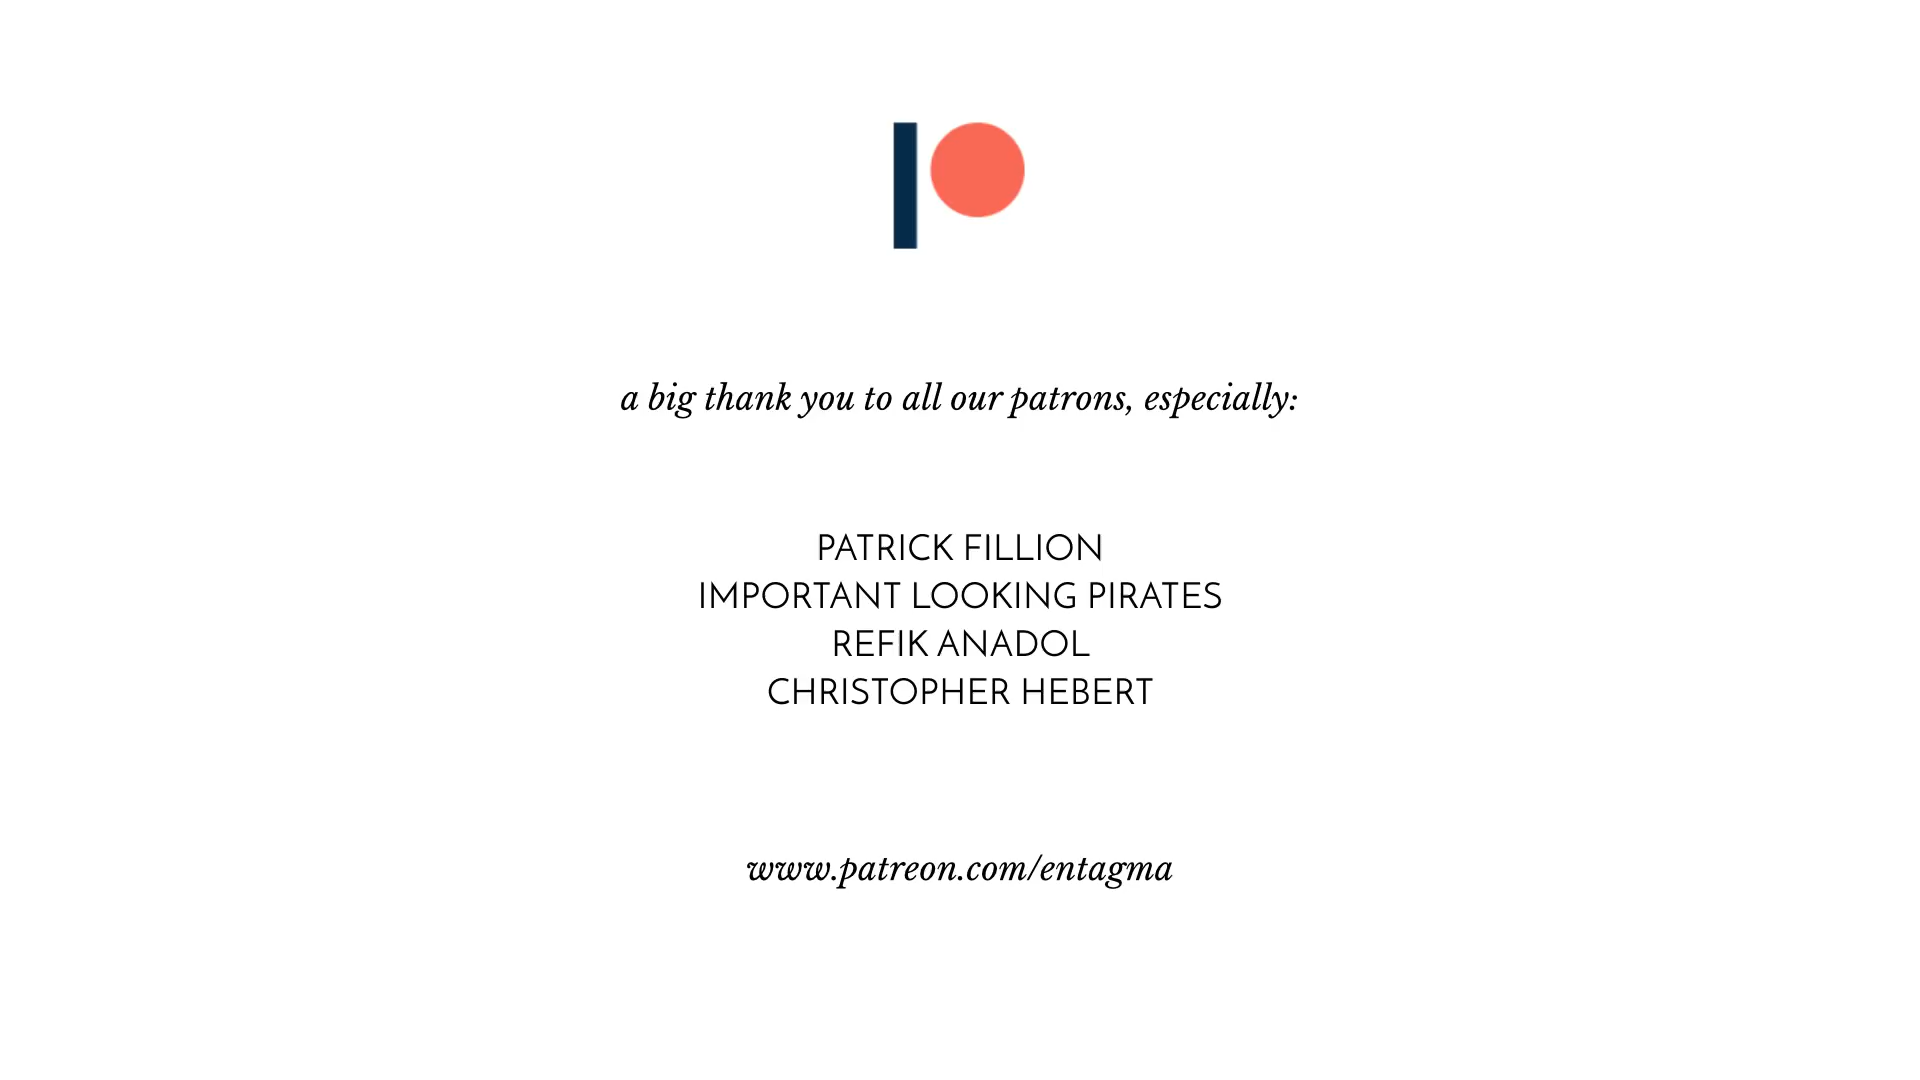 a big thank you to all our patrons, especially:
PATRICK FILLION
IMPORTANT LOOKING PIRATES
REFIK ANADOL
CHRISTOPHER HEBERT
www.patreon.com/entagma